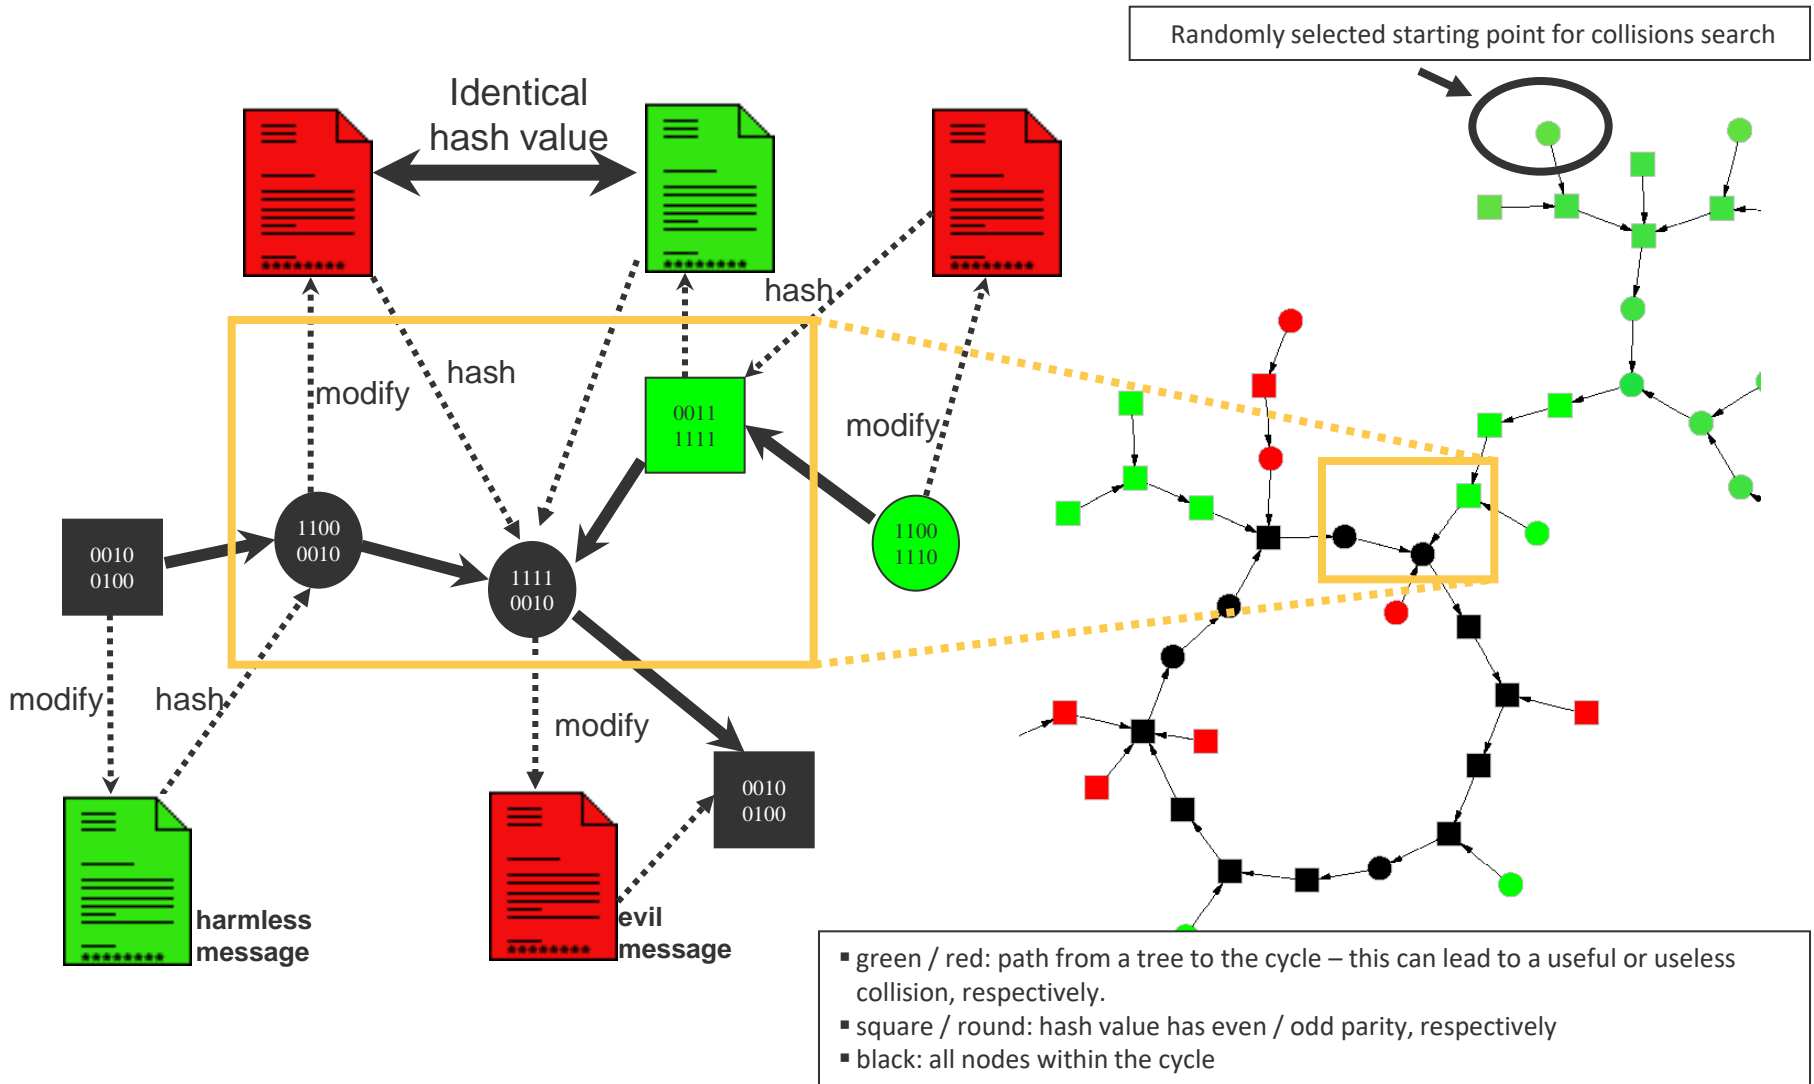 Randomly selected starting point for collisions search
Identical
hash value
hash
modify
hash
modify
0011
1111
1100
0010
1100
1110
0010
0100
1111
0010
modify
hash
modify
0010
0100
harmless
message
evil
message
▪ green / red: path from a tree to the cycle – this can lead to a useful or useless
collision, respectively.
▪ square / round: hash value has even / odd parity, respectively
▪ black: all nodes within the cycle